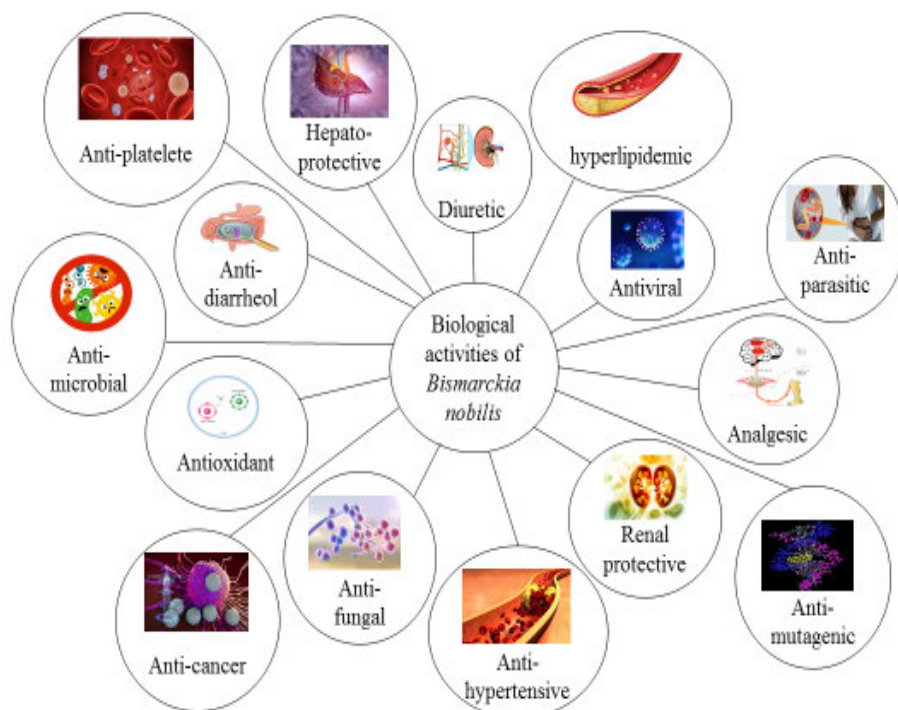 Anti-platelete
Hepato-
protective
Diuretic
hyperlipidemic
Anti-
diarrheol
Antiviral
Anti-
parasitic
Anti-
microbial
Biological
activities of
Bismarckia
nobilis
Analgesic
Antioxidant
Renal
protective
Anti-
fungal
Anti-cancer
Anti-
hypertensive
Anti-
mutagenic